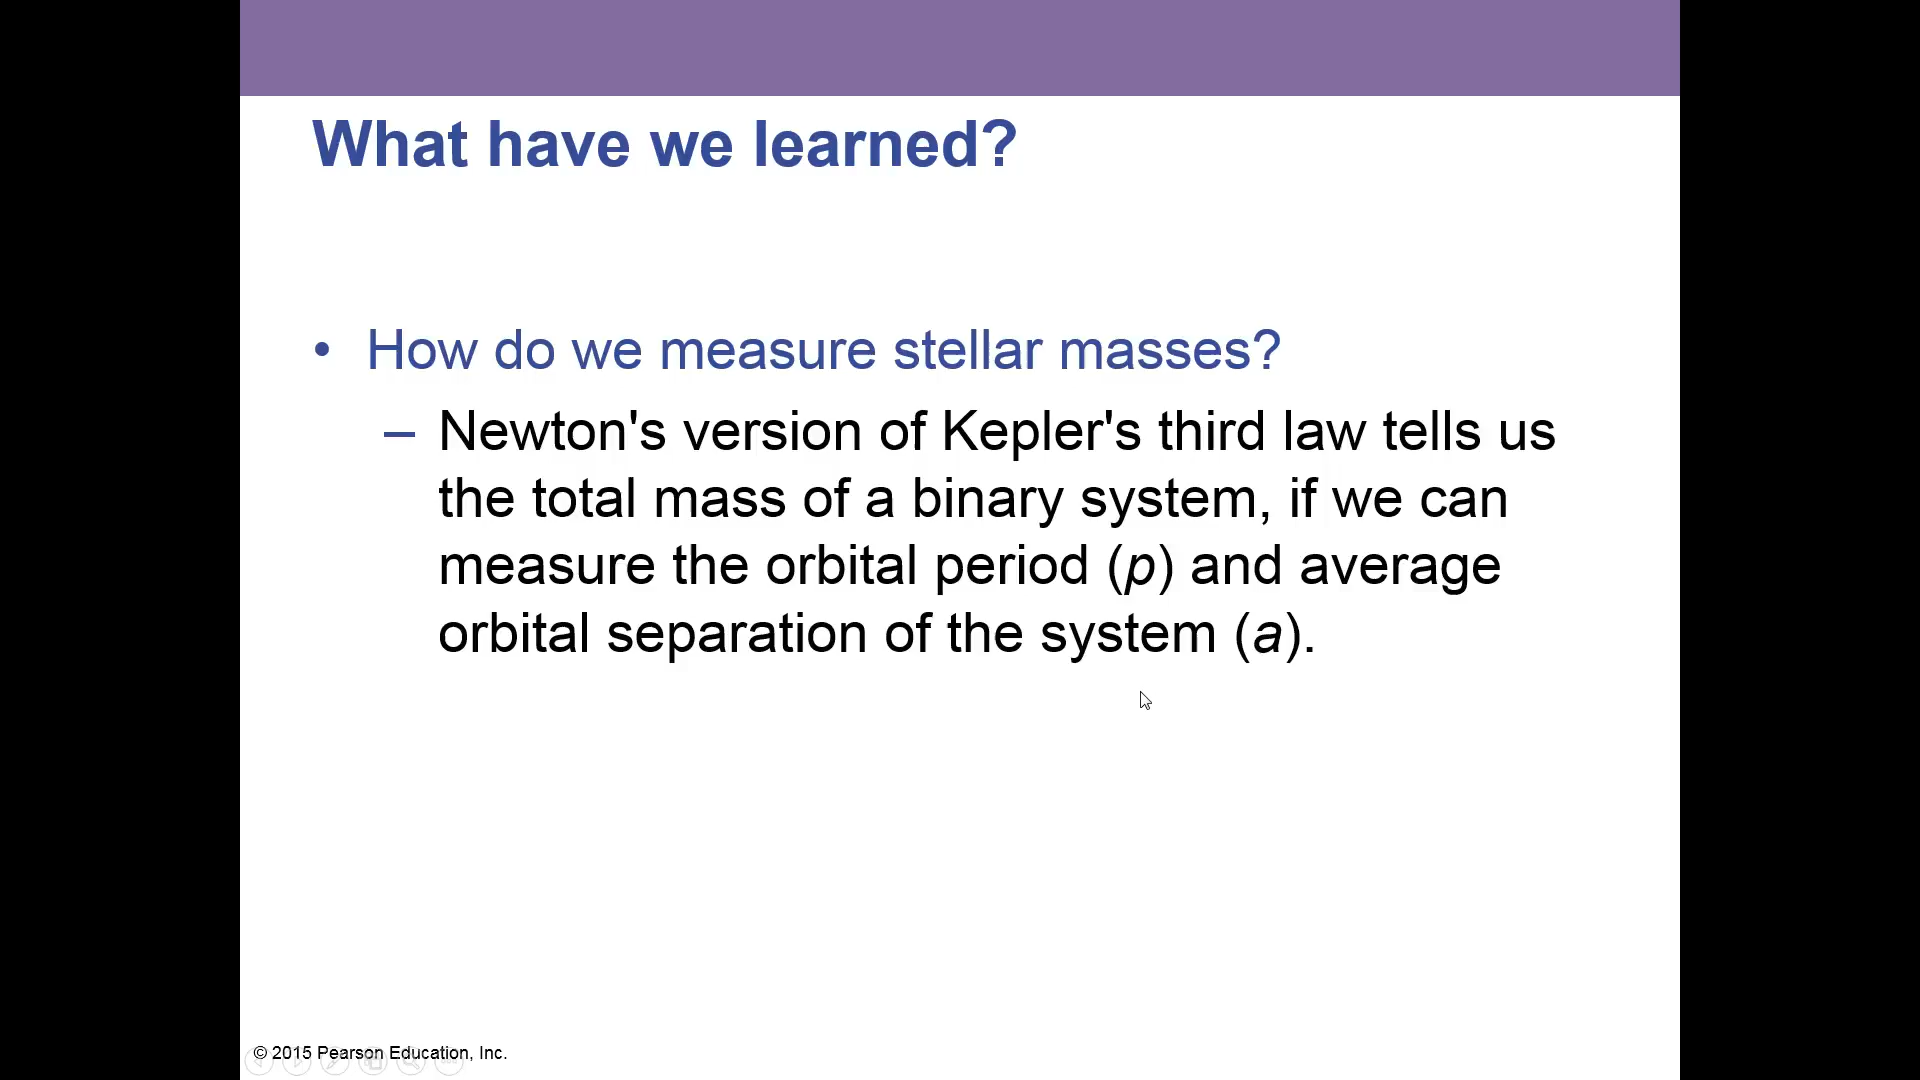 What have we learned?
• How do we measure stellar masses?
– Newton's version of Kepler's third law tells us
the total mass of a binary system, if we can
measure the orbital period (p) and average
orbital separation of the system (a).
© 2015 Pearson Education, Inc.